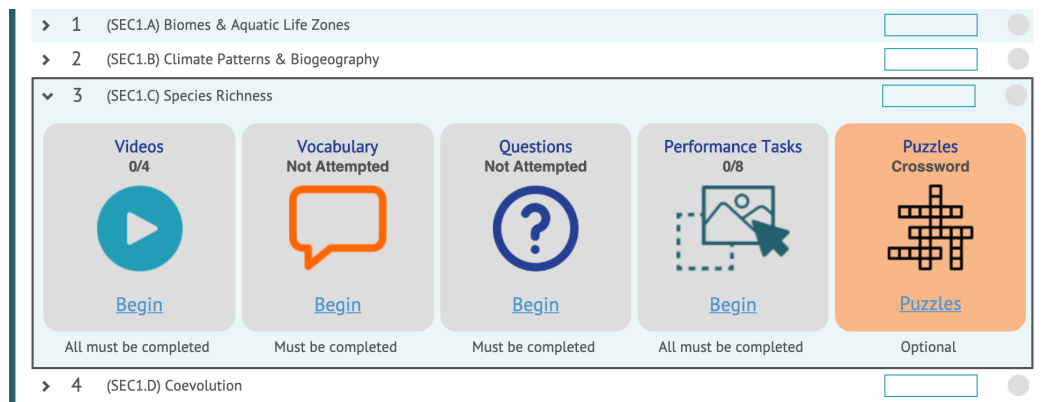 1 (SEC1.A) Biomes & Aquatic Life Zones
2 (SEC1.B) Climate Patterns & Biogeography
3 (SEC1.C) Species Richness
Videos
0/4
Begin
All must be completed
Vocabulary
Not Attempted
Begin
Must be completed
Questions
Not Attempted
?
Begin
Must be completed
Performance Tasks
0/8
Begin
All must be completed
Puzzles
Crossword
Puzzles
Optional
4 (SEC1.D) Coevolution